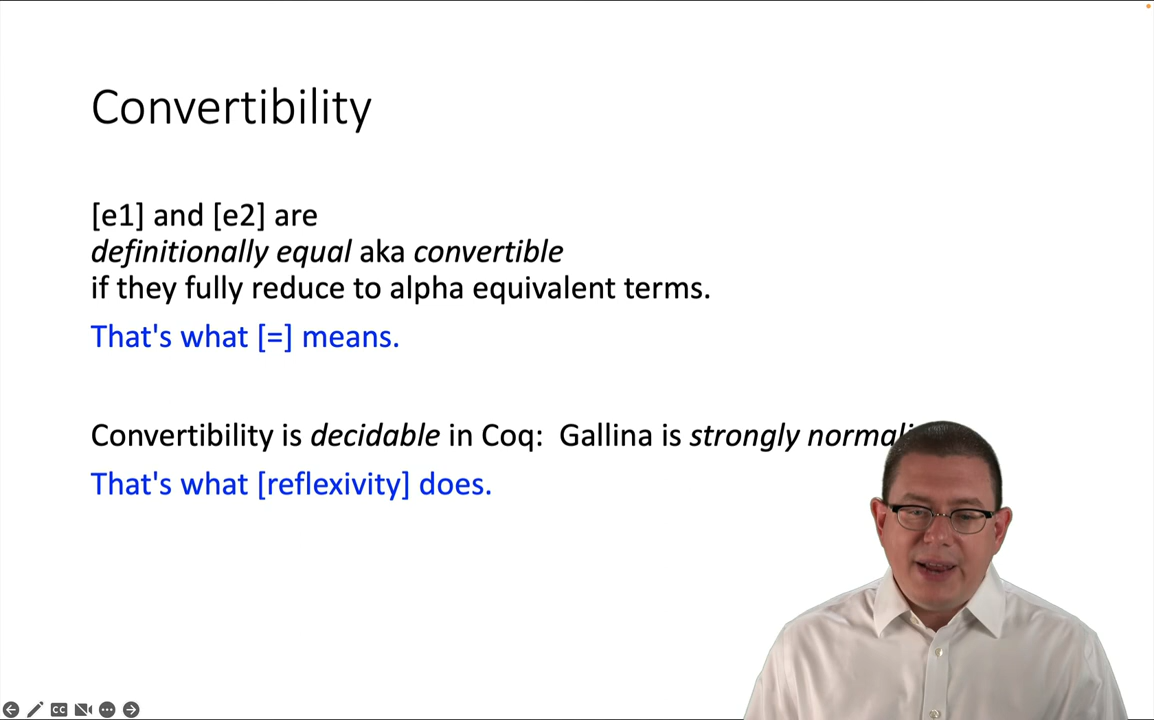 Convertibility
[e1] and [e2] are
definitionally equal aka convertible
if they fully reduce to alpha equivalent terms.
That's what [=] means.
Convertibility is decidable in Coq: Gallina is strongly
That's what [reflexivity] does.
CC